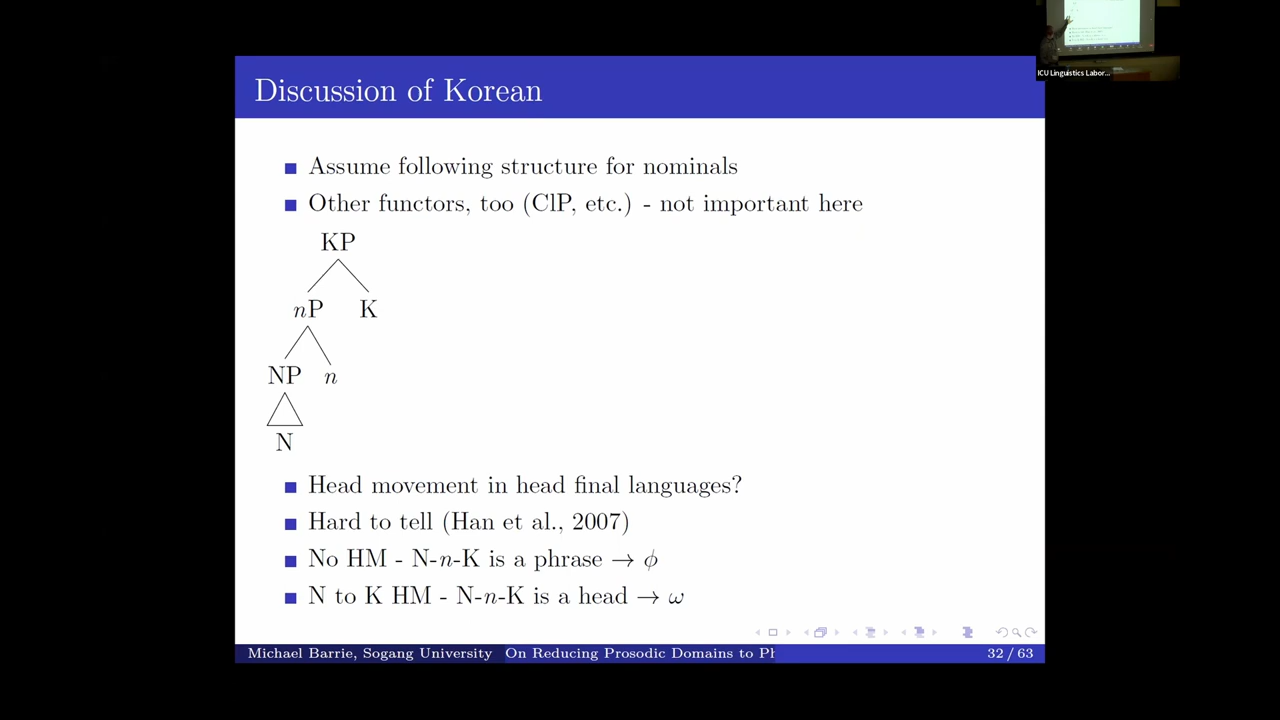 Discussion of Korean
ICU Linguistics Labor...
Assume following structure for nominals
Other functors, too (ClP, etc.) - not important here
KP
nP K
NP n
N
Head movement in head final languages?
Hard to tell (Han et al., 2007)
No HM - N-n-K is a phrase → ϕ
N to K HM - N-n-K is a head → ω
Michael Barrie, Sogang University On Reducing Prosodic Domains to Ph 32 / 63